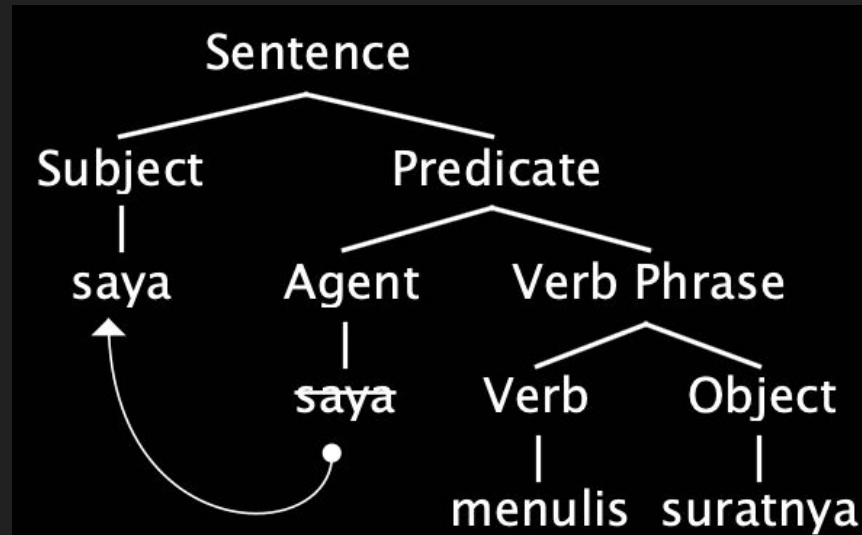 Sentence
Subject Predicate
saya Agent Verb Phrase
saya Verb Object
menulis suratnya